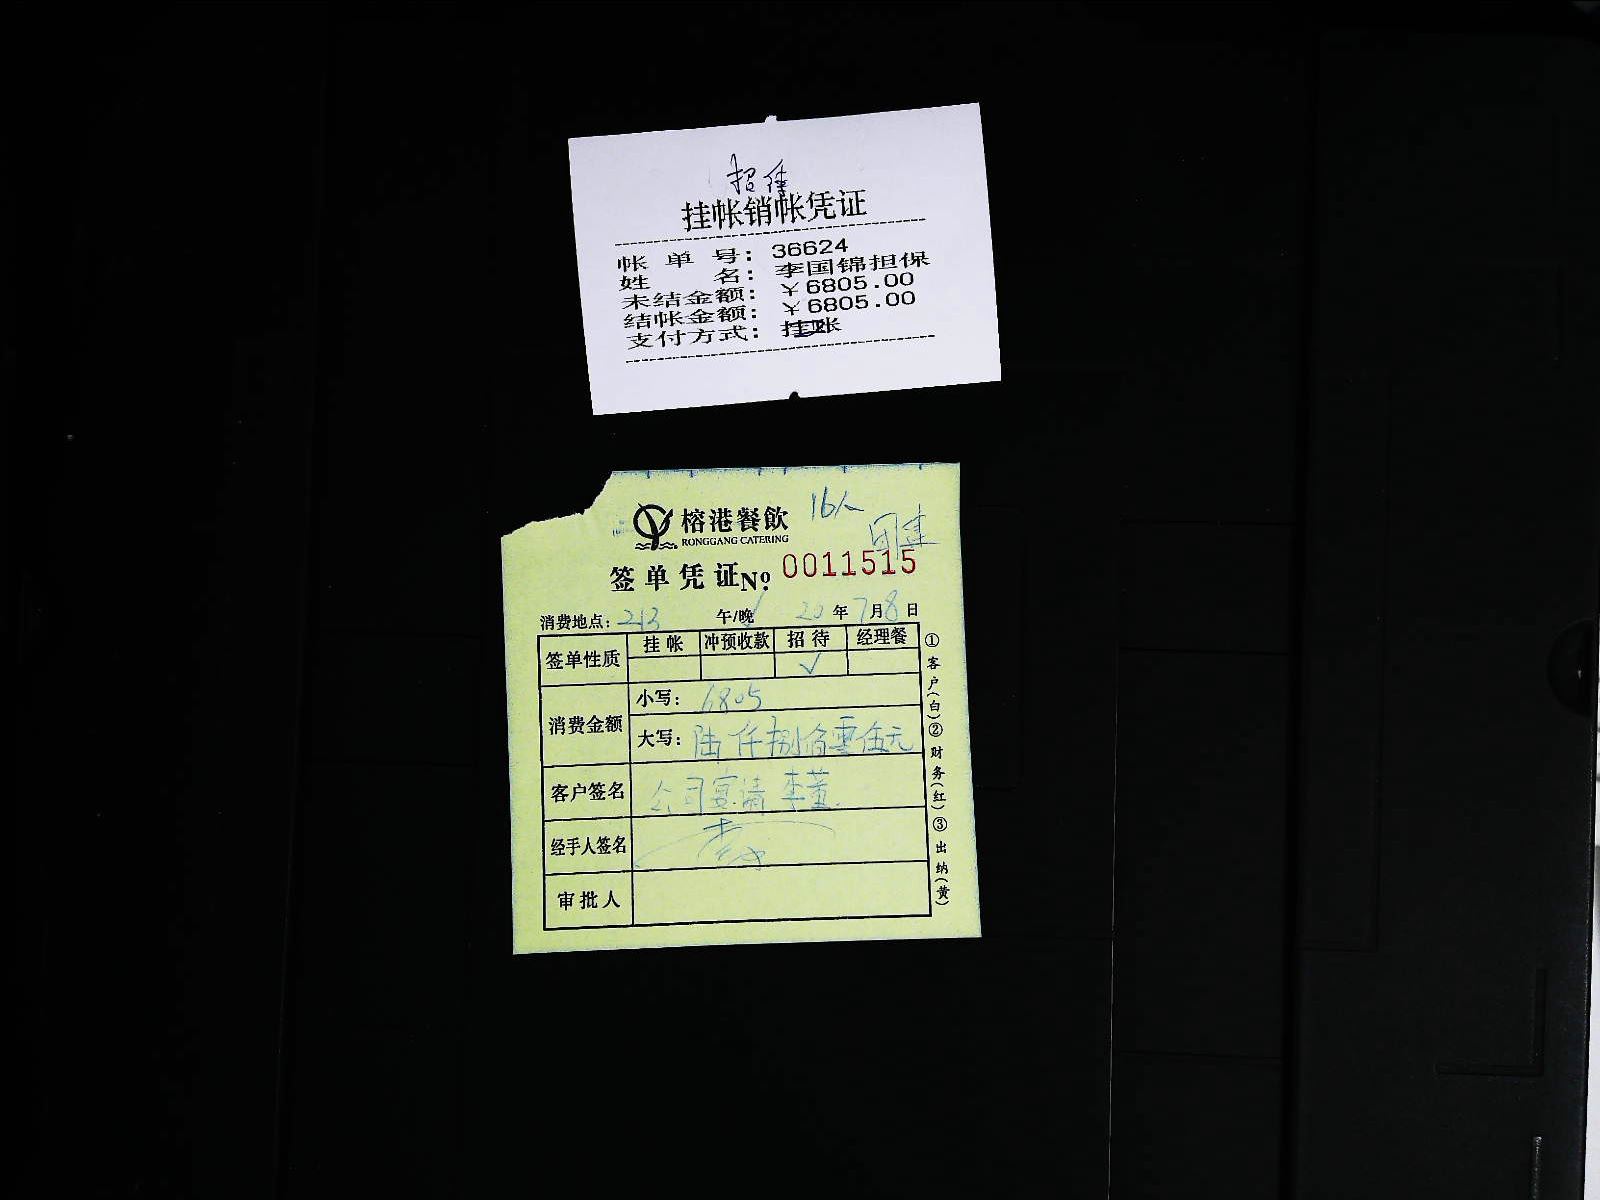 招待
挂帐销帐凭证
帐单号：36624
姓名：李国锦担保
未结金额：￥6805.00
结帐金额：￥6805.00
支付方式：挂账
16人
榕港餐飲
团建
RONGGANG CATERING
签单凭证No. 0011515
消费地点：213 午/晚√ 20年7月8日
签单性质 挂帐 冲预收款 招待 经理餐
√
消费金额 小写：6805
大写：陆仟捌佰零伍元
客户签名 公司宴请 李董
经手人签名
审批人
①客户(白)②财务(红)③出纳(黄)